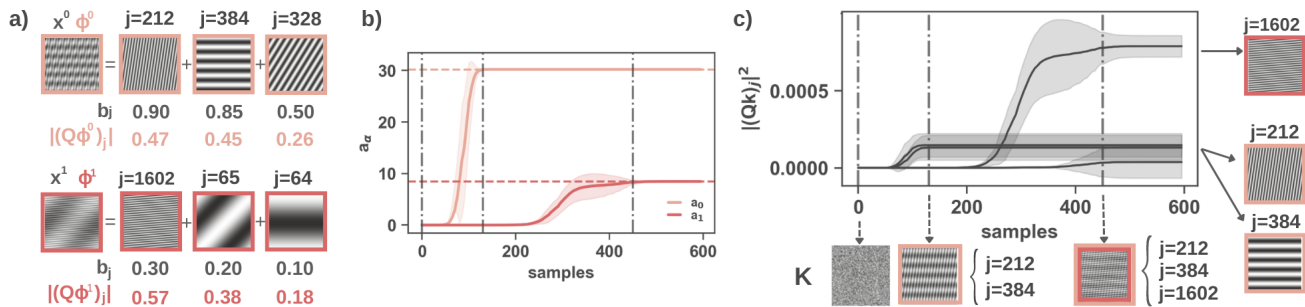 a)
x⁰ ϕ⁰ j=212 j=384 j=328
= + +
bⱼ 0.90 0.85 0.50
|(Qϕ⁰)ⱼ| 0.47 0.45 0.26
x¹ ϕ¹ j=1602 j=65 j=64
= + +
bⱼ 0.30 0.20 0.10
|(Qϕ¹)ⱼ| 0.57 0.38 0.18
b)
a_α
30
20
10
0
a₀
a₁
0 200 400 600
samples
c)
|(Qk)ⱼ|²
0.0005
0.0000
0 200 400 600
samples
j=1602
j=212
j=384
K
j=212
j=384
j=212
j=384
j=1602